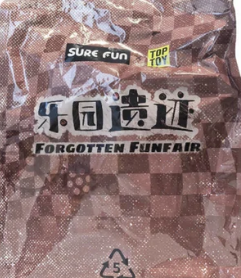 SURE FUN TOP TOY
乐园遗迹
FORGOTTEN FUNFAIR
5